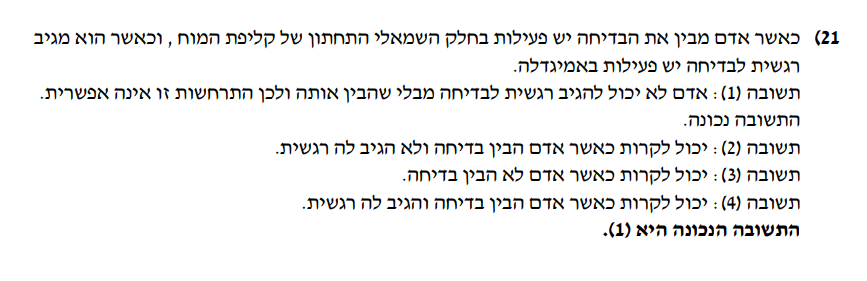 21) כאשר אדם מבין את הבדיחה יש פעילות בחלק השמאלי התחתון של קליפת המוח , וכאשר הוא מגיב
רגשית לבדיחה יש פעילות באמיגדלה.
תשובה (1) : אדם לא יכול להגיב רגשית לבדיחה מבלי שהבין אותה ולכן התרחשות זו אינה אפשרית.
התשובה נכונה.
תשובה (2) : יכול לקרות כאשר אדם הבין בדיחה ולא הגיב לה רגשית.
תשובה (3) : יכול לקרות כאשר אדם לא הבין בדיחה.
תשובה (4) : יכול לקרות כאשר אדם הבין בדיחה והגיב לה רגשית.
התשובה הנכונה היא (1).